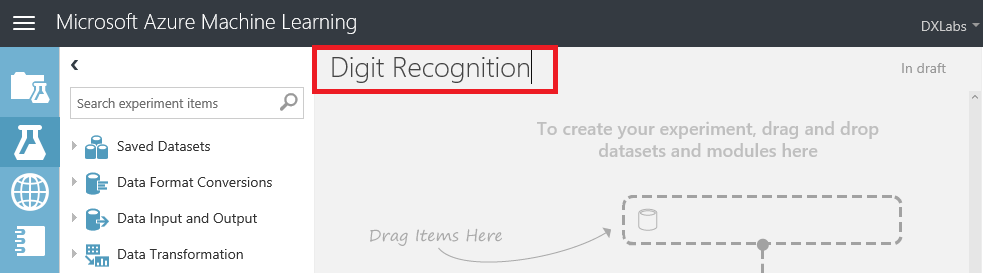 Microsoft Azure Machine Learning
DXLabs
Digit Recognition
In draft
Search experiment items
Saved Datasets
Data Format Conversions
Data Input and Output
Data Transformation
To create your experiment, drag and drop
datasets and modules here
Drag Items Here